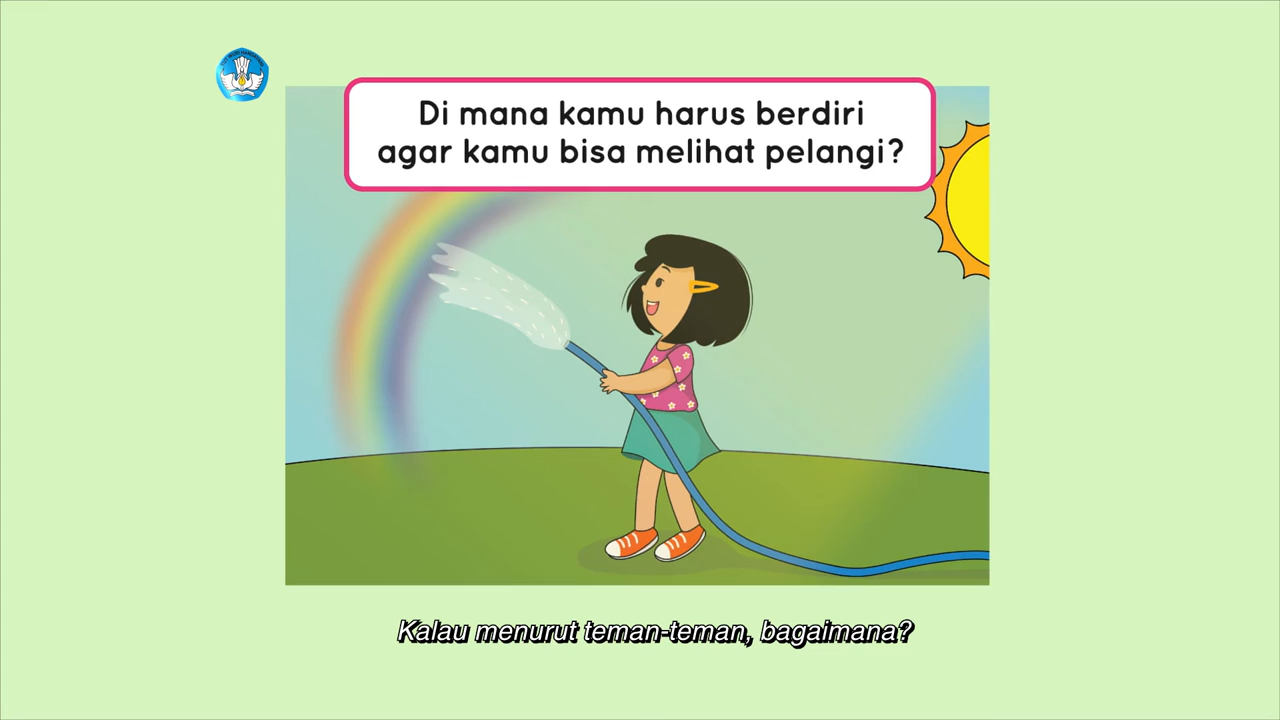 Di mana kamu harus berdiri
agar kamu bisa melihat pelangi?
Kalau menurut teman-teman, bagaimana?